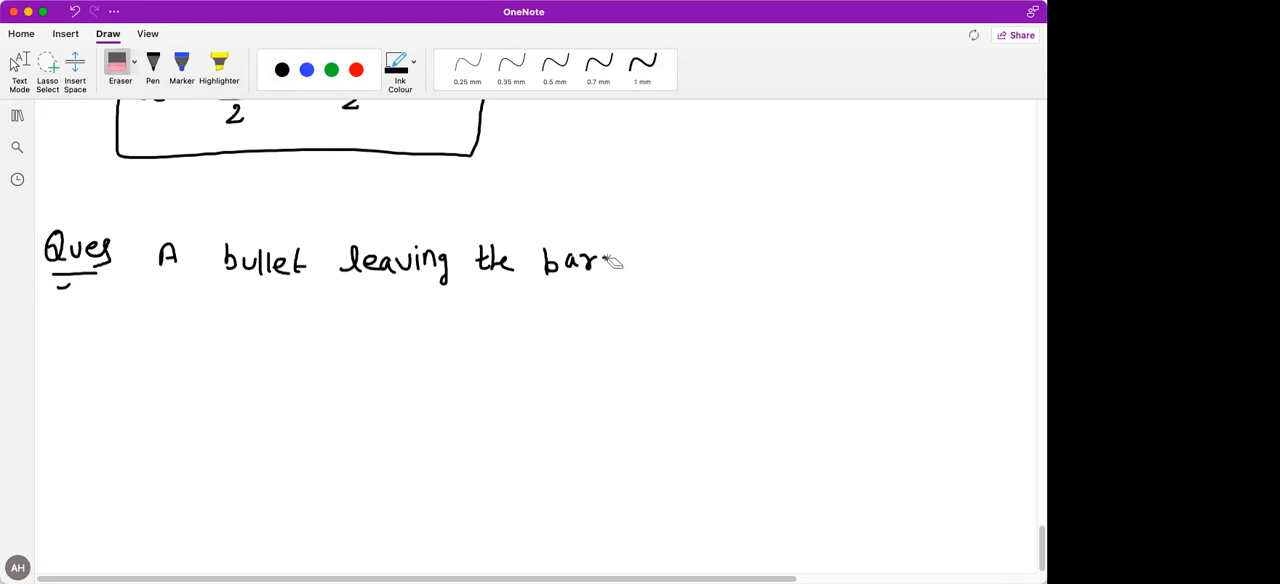 OneNote
Home Insert Draw View
Share
Text Mode
Lasso Select
Insert Space
Eraser
Pen
Marker
Highlighter
Ink Colour
0.25 mm
0.35 mm
0.5 mm
0.7 mm
1 mm
2 2
Ques A bullet leaving the bar
AH